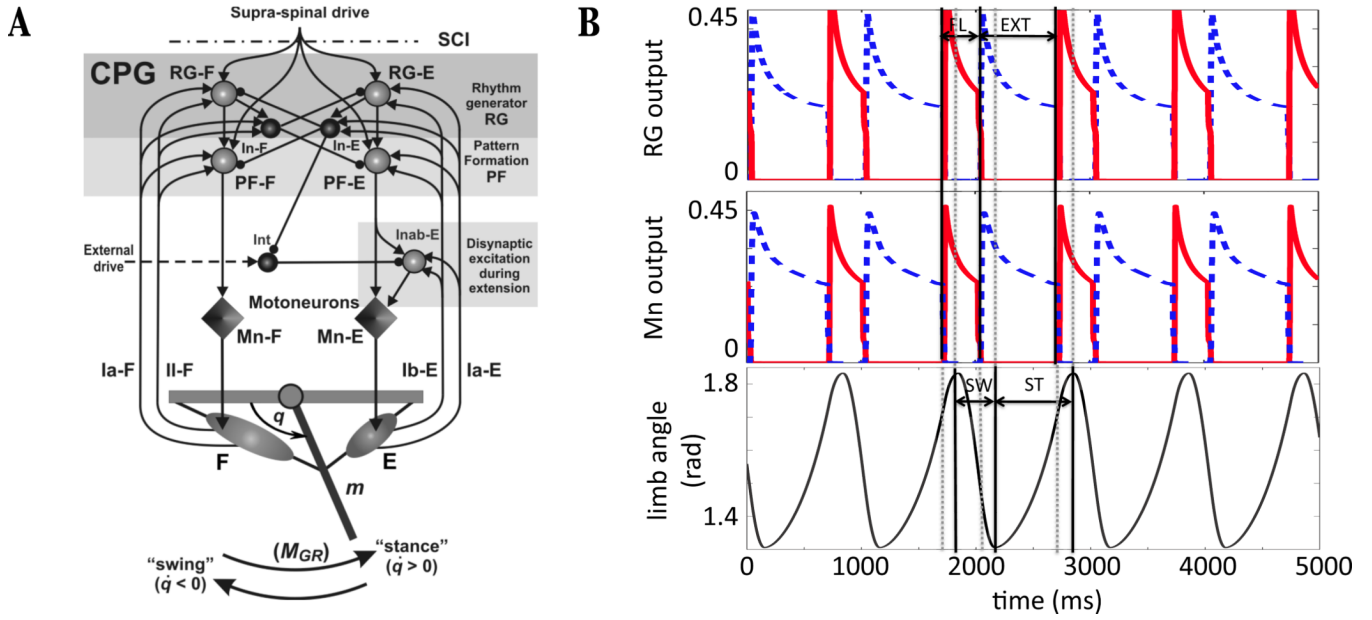 A
Supra-spinal drive
SCI
CPG
RG-F
RG-E
Rhythm
generator
RG
In-F
In-E
Pattern
Formation
PF
PF-F
PF-E
Int
Inab-E
External
drive
Disynaptic
excitation
during
extension
Motoneurons
Mn-F
Mn-E
Ia-F
II-F
Ib-E
Ia-E
q
F
E
m
"swing"
(q̇ < 0)
(M_GR)
"stance"
(q̇ > 0)
B
0.45
RG output
0
FL
EXT
0.45
Mn output
0
1.8
limb angle
(rad)
1.4
SW
ST
0
1000
2000
3000
4000
5000
time (ms)